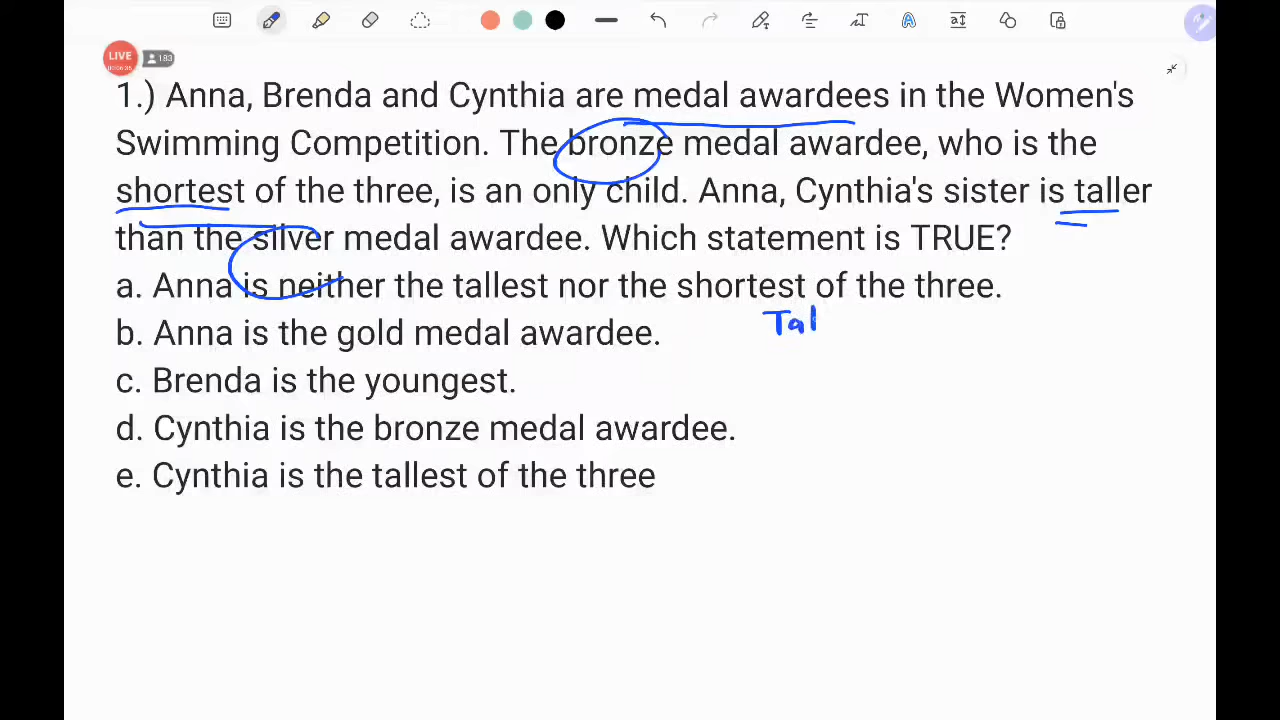 LIVE
183
1.) Anna, Brenda and Cynthia are medal awardees in the Women's
Swimming Competition. The bronze medal awardee, who is the
shortest of the three, is an only child. Anna, Cynthia's sister is taller
than the silver medal awardee. Which statement is TRUE?
a. Anna is neither the tallest nor the shortest of the three.
Tal
b. Anna is the gold medal awardee.
c. Brenda is the youngest.
d. Cynthia is the bronze medal awardee.
e. Cynthia is the tallest of the three